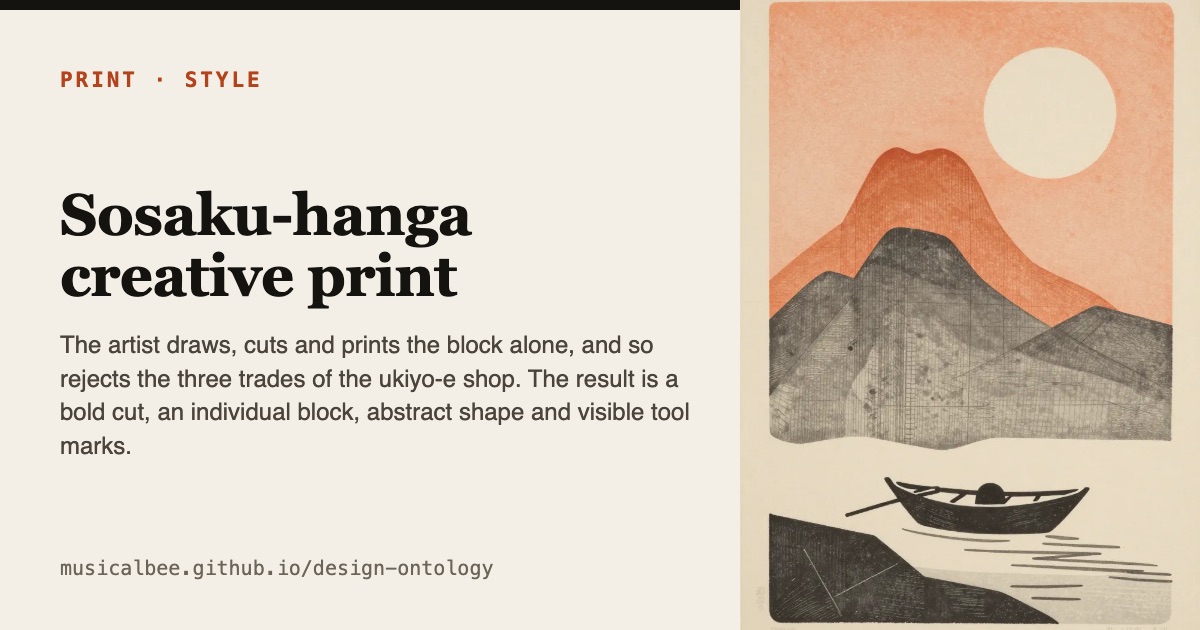 PRINT · STYLE
Sosaku-hanga
creative print
The artist draws, cuts and prints the block alone, and so
rejects the three trades of the ukiyo-e shop. The result is a
bold cut, an individual block, abstract shape and visible tool
marks.
musicalbee.github.io/design-ontology